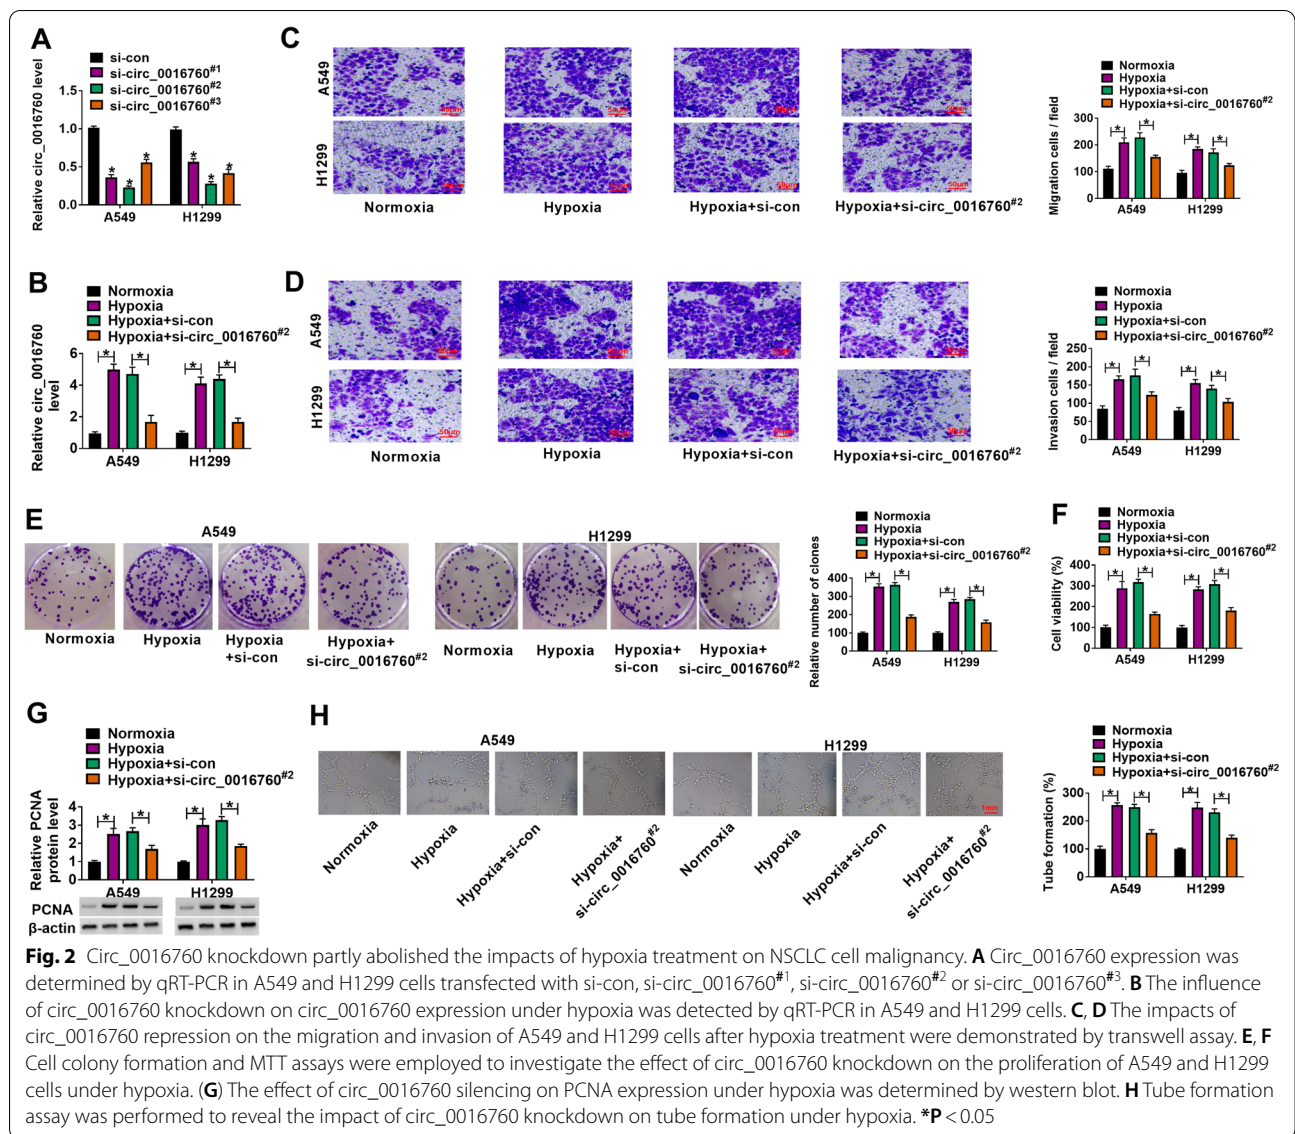 A
si-con
si-circ_0016760#1
si-circ_0016760#2
si-circ_0016760#3
Relative circ_0016760 level
1.5
1.0
0.5
0.0
* * * * * *
A549 H1299
B
Normoxia
Hypoxia
Hypoxia+si-con
Hypoxia+si-circ_0016760#2
Relative circ_0016760
level
6
4
2
0
* * * *
A549 H1299
C
A549
H1299
50μm
Normoxia Hypoxia Hypoxia+si-con Hypoxia+si-circ_0016760#2
Normoxia
Hypoxia
Hypoxia+si-con
Hypoxia+si-circ_0016760#2
Migration cells / field
300
200
100
0
* * * *
A549 H1299
D
A549
H1299
50μm
Normoxia Hypoxia Hypoxia+si-con Hypoxia+si-circ_0016760#2
Normoxia
Hypoxia
Hypoxia+si-con
Hypoxia+si-circ_0016760#2
Invasion cells / field
250
200
150
100
50
0
* * * *
A549 H1299
E
A549
H1299
Normoxia Hypoxia Hypoxia +si-con Hypoxia+ si-circ_0016760#2
Normoxia Hypoxia Hypoxia+ si-con Hypoxia+ si-circ_0016760#2
Normoxia
Hypoxia
Hypoxia+si-con
Hypoxia+si-circ_0016760#2
Relative number of clones
400
300
200
100
0
* * * *
A549 H1299
F
Normoxia
Hypoxia
Hypoxia+si-con
Hypoxia+si-circ_0016760#2
Cell viability (%)
400
300
200
100
0
* * * *
A549 H1299
G
Normoxia
Hypoxia
Hypoxia+si-con
Hypoxia+si-circ_0016760#2
Relative PCNA
protein level
4
3
2
1
0
* * * *
A549 H1299
PCNA
β-actin
H
A549
H1299
1mm
Normoxia Hypoxia Hypoxia+si-con Hypoxia+ si-circ_0016760#2
Normoxia Hypoxia Hypoxia+si-con Hypoxia+ si-circ_0016760#2
Normoxia
Hypoxia
Hypoxia+si-con
Hypoxia+si-circ_0016760#2
Tube formation (%)
300
200
100
0
* * * *
A549 H1299
Fig. 2 Circ_0016760 knockdown partly abolished the impacts of hypoxia treatment on NSCLC cell malignancy. A Circ_0016760 expression was
determined by qRT-PCR in A549 and H1299 cells transfected with si-con, si-circ_0016760#1, si-circ_0016760#2 or si-circ_0016760#3. B The influence
of circ_0016760 knockdown on circ_0016760 expression under hypoxia was detected by qRT-PCR in A549 and H1299 cells. C, D The impacts of
circ_0016760 repression on the migration and invasion of A549 and H1299 cells after hypoxia treatment were demonstrated by transwell assay. E, F
Cell colony formation and MTT assays were employed to investigate the effect of circ_0016760 knockdown on the proliferation of A549 and H1299
cells under hypoxia. (G) The effect of circ_0016760 silencing on PCNA expression under hypoxia was determined by western blot. H Tube formation
assay was performed to reveal the impact of circ_0016760 knockdown on tube formation under hypoxia. *P < 0.05